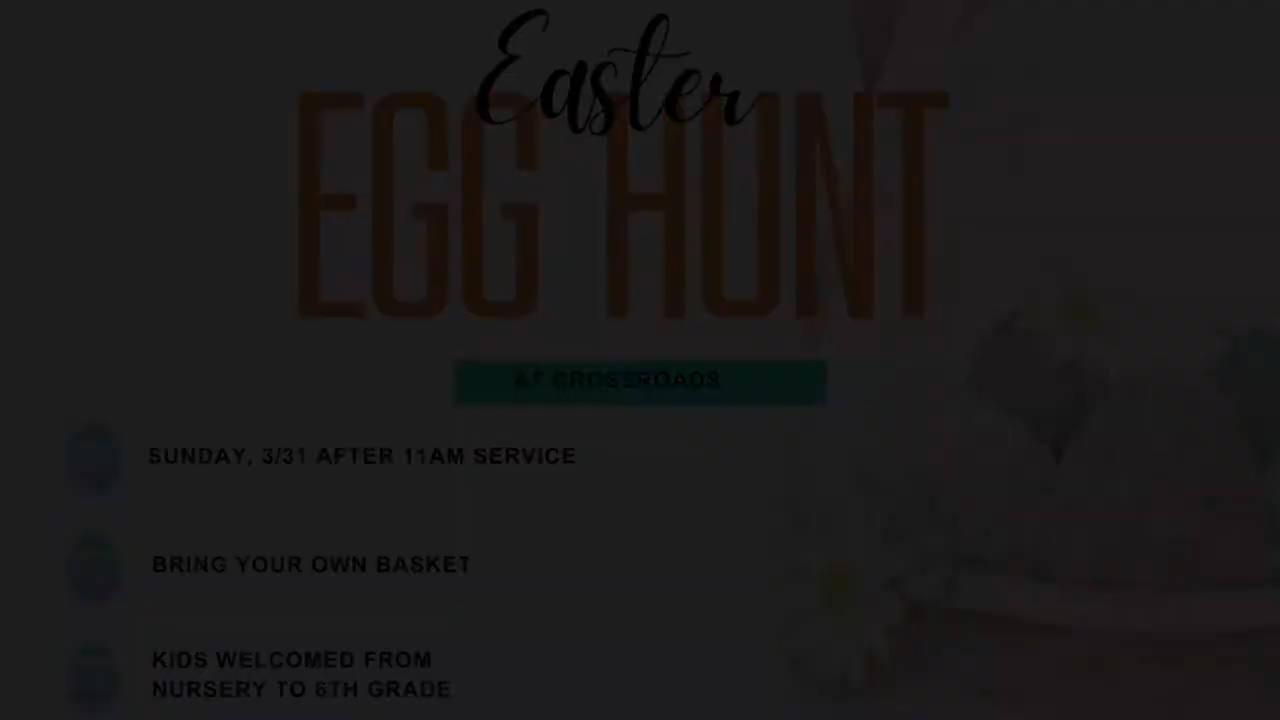 Easter
EGG HUNT
AT CROSSROADS
SUNDAY, 3/31 AFTER 11AM SERVICE
BRING YOUR OWN BASKET
KIDS WELCOMED FROM
NURSERY TO 6TH GRADE